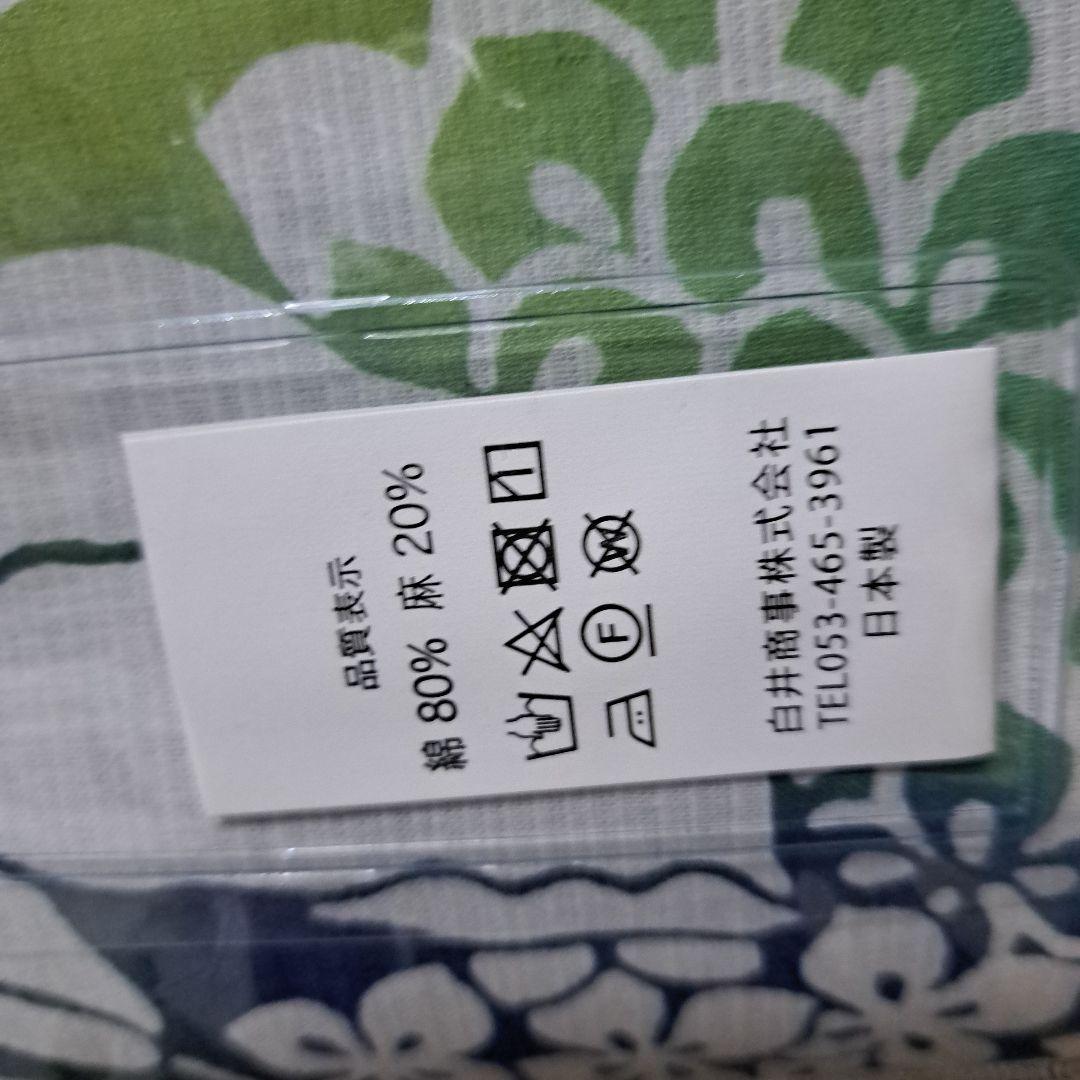 品質表示
綿 80% 麻 20%
F W
白井商事株式会社
TEL053-465-3961
日本製